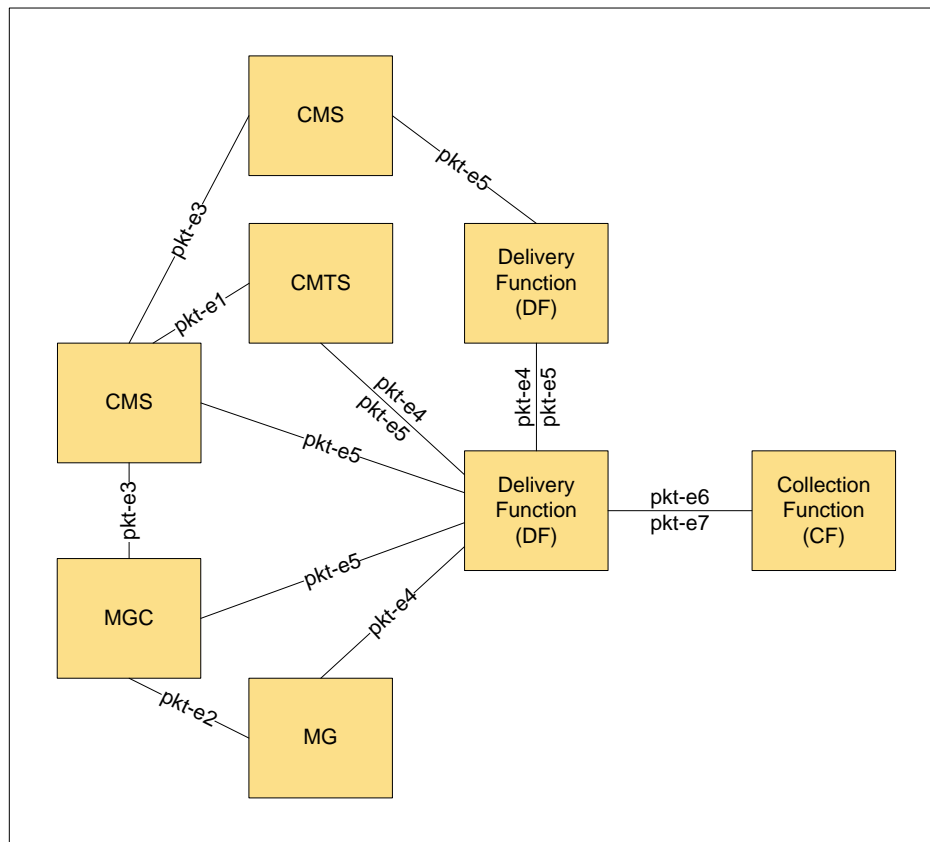 CMS
pkt-e5
pkt-e3
CMTS
Delivery
Function
(DF)
pkt-e1
pkt-e4
pkt-e5
pkt-e4
pkt-e5
CMS
pkt-e5
pkt-e3
Delivery
Function
(DF)
pkt-e6
pkt-e7
Collection
Function
(CF)
pkt-e5
MGC
pkt-e4
pkt-e2
MG